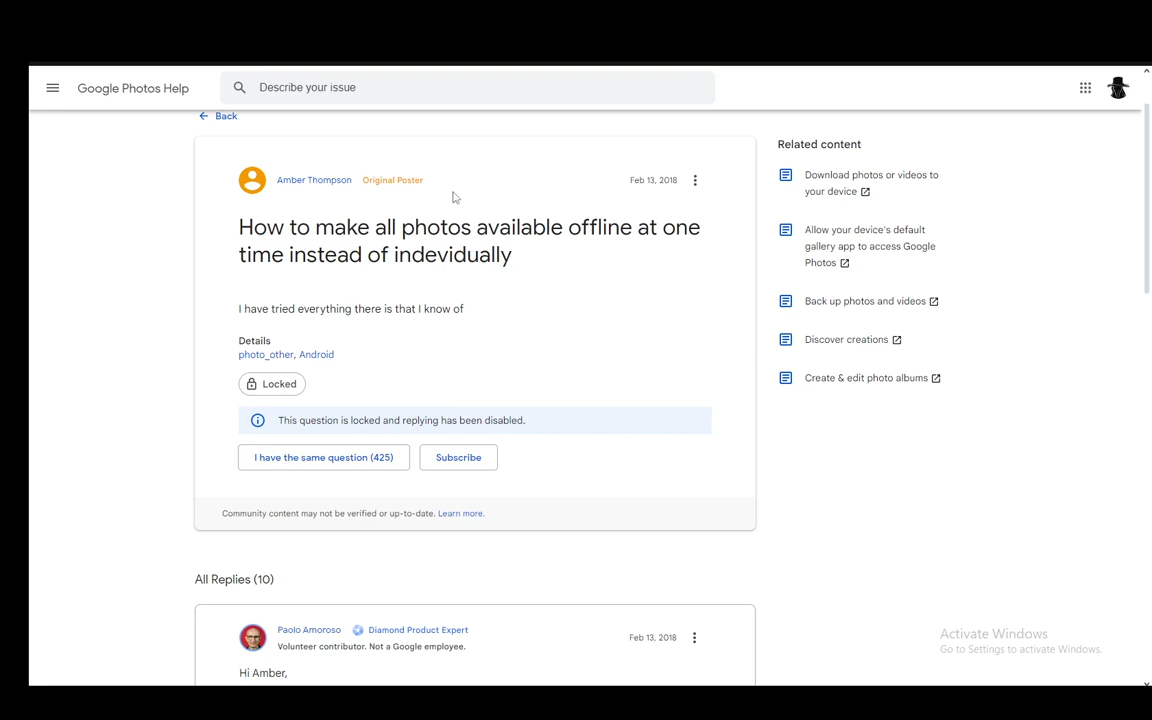 Google Photos Help
Describe your issue
Back
Amber Thompson Original Poster Feb 13, 2018
How to make all photos available offline at one
time instead of indevidually
I have tried everything there is that I know of
Details
photo_other, Android
Locked
This question is locked and replying has been disabled.
I have the same question (425) Subscribe
Community content may not be verified or up-to-date. Learn more.
All Replies (10)
Paolo Amoroso Diamond Product Expert Feb 13, 2018
Volunteer contributor. Not a Google employee.
Hi Amber,
Related content
Download photos or videos to
your device
Allow your device's default
gallery app to access Google
Photos
Back up photos and videos
Discover creations
Create & edit photo albums
Activate Windows
Go to Settings to activate Windows.